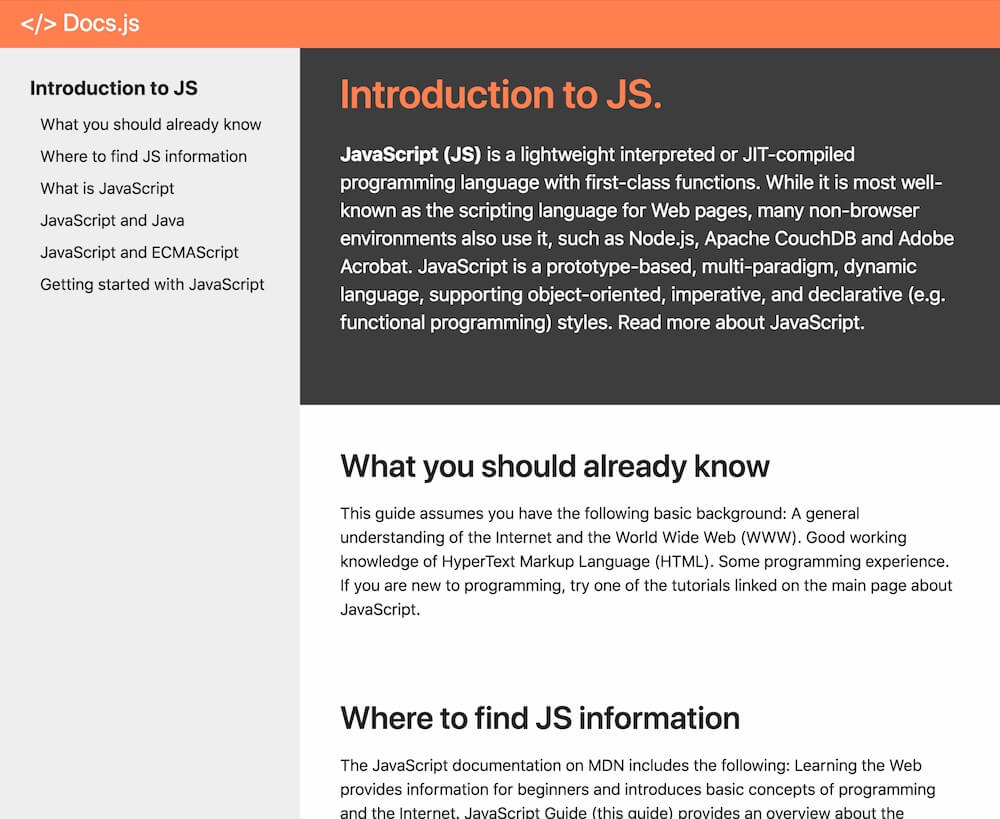 </> Docs.js
Introduction to JS
What you should already know
Where to find JS information
What is JavaScript
JavaScript and Java
JavaScript and ECMAScript
Getting started with JavaScript
Introduction to JS.
JavaScript (JS) is a lightweight interpreted or JIT-compiled
programming language with first-class functions. While it is most well-
known as the scripting language for Web pages, many non-browser
environments also use it, such as Node.js, Apache CouchDB and Adobe
Acrobat. JavaScript is a prototype-based, multi-paradigm, dynamic
language, supporting object-oriented, imperative, and declarative (e.g.
functional programming) styles. Read more about JavaScript.
What you should already know
This guide assumes you have the following basic background: A general
understanding of the Internet and the World Wide Web (WWW). Good working
knowledge of HyperText Markup Language (HTML). Some programming experience.
If you are new to programming, try one of the tutorials linked on the main page about
JavaScript.
Where to find JS information
The JavaScript documentation on MDN includes the following: Learning the Web
provides information for beginners and introduces basic concepts of programming
and the Internet. JavaScript Guide (this guide) provides an overview about the